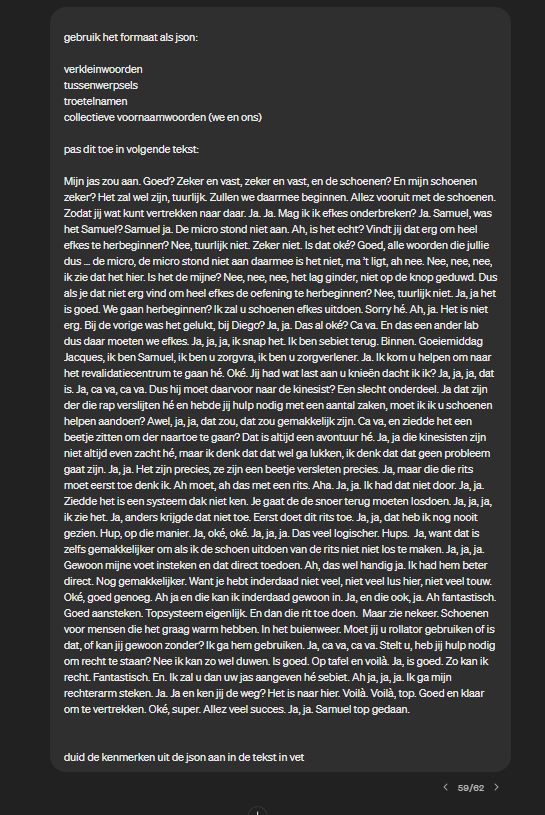 gebruik het formaat als json:
verkleinwoorden
tussenwerpsels
troetelnamen
collectieve voornaamwoorden (we en ons)
pas dit toe in volgende tekst:
Mijn jas zou aan. Goed? Zeker en vast, zeker en vast, en de schoenen? En mijn schoenen
zeker? Het zal wel zijn, tuurlijk. Zullen we daarmee beginnen. Allez vooruit met de schoenen.
Zodat jij wat kunt vertrekken naar daar. Ja. Ja. Mag ik ik efkes onderbreken? Ja. Samuel, was
het Samuel? Samuel ja. De micro stond niet aan. Ah, is het echt? Vindt jij dat erg om heel
efkes te herbeginnen? Nee, tuurlijk niet. Zeker niet. Is dat oké? Goed, alle woorden die jullie
dus ... de micro, de micro stond niet aan daarmee is het niet, ma 't ligt, ah nee. Nee, nee, nee,
ik zie dat het hier. Is het de mijne? Nee, nee, nee, het lag ginder, niet op de knop geduwd. Dus
als je dat niet erg vind om heel efkes de oefening te herbeginnen? Nee, tuurlijk niet. Ja, ja het
is goed. We gaan herbeginnen? Ik zal u schoenen efkes uitdoen. Sorry hé. Ah, ja. Het is niet
erg. Bij de vorige was het gelukt, bij Diego? Ja, ja. Das al oké? Ca va. En das een ander lab
dus daar moeten we efkes. Ja, ja, ja, ik snap het. Ik ben sebiet terug. Binnen. Goeiemiddag
Jacques, ik ben Samuel, ik ben u zorgvra, ik ben u zorgverlener. Ja. Ik kom u helpen om naar
het revalidatiecentrum te gaan hé. Oké. Jij had wat last aan u knieën dacht ik ik? Ja, ja, ja, dat
is. Ja, ca va, ca va. Dus hij moet daarvoor naar de kinesist? Een slecht onderdeel. Ja dat zijn
der die rap verslijten hé en hebde jij hulp nodig met een aantal zaken, moet ik ik u schoenen
helpen aandoen? Awel, ja, ja, dat zou, dat zou gemakkelijk zijn. Ca va, en ziedde het een
beetje zitten om der naartoe te gaan? Dat is altijd een avontuur hé. Ja, ja die kinesisten zijn
niet altijd even zacht hé, maar ik denk dat dat wel ga lukken, ik denk dat dat geen probleem
gaat zijn. Ja, ja. Het zijn precies, ze zijn een beetje versleten precies. Ja, maar die die rits
moet eerst toe denk ik. Ah moet, ah das met een rits. Aha. Ja, ja. Ik had dat niet door. Ja, ja.
Ziedde het is een systeem dak niet ken. Je gaat de de snoer terug moeten losdoen. Ja, ja, ja,
ik zie het. Ja, anders krijgde dat niet toe. Eerst doet dit rits toe. Ja, ja, dat heb ik nog nooit
gezien. Hup, op die manier. Ja, oké, oké. Ja, ja, ja. Das veel logischer. Hups.  Ja, want dat is
zelfs gemakkelijker om als ik de schoen uitdoen van de rits niet niet los te maken. Ja, ja, ja.
Gewoon mijne voet insteken en dat direct toedoen. Ah, das wel handig ja. Ik had hem beter
direct. Nog gemakkelijker. Want je hebt inderdaad niet veel, niet veel lus hier, niet veel touw.
Oké, goed genoeg. Ah ja en die kan ik inderdaad gewoon in. Ja, en die ook, ja. Ah fantastisch.
Goed aansteken. Topsysteem eigenlijk. En dan die rit toe doen.  Maar zie nekeer. Schoenen
voor mensen die het graag warm hebben. In het buienweer. Moet jij u rollator gebruiken of is
dat, of kan jij gewoon zonder? Ik ga hem gebruiken. Ja, ca va, ca va. Stelt u, heb jij hulp nodig
om recht te staan? Nee ik kan zo wel duwen. Is goed. Op tafel en voilà. Ja, is goed. Zo kan ik
recht. Fantastisch. En. Ik zal u dan uw jas aangeven hé sebiet. Ah ja, ja, ja. Ik ga mijn
rechterarm steken. Ja. Ja en ken jij de weg? Het is naar hier. Voilà. Voilà, top. Goed en klaar
om te vertrekken. Oké, super. Allez veel succes. Ja, ja. Samuel top gedaan.
duid de kenmerken uit de json aan in de tekst in vet
59/62